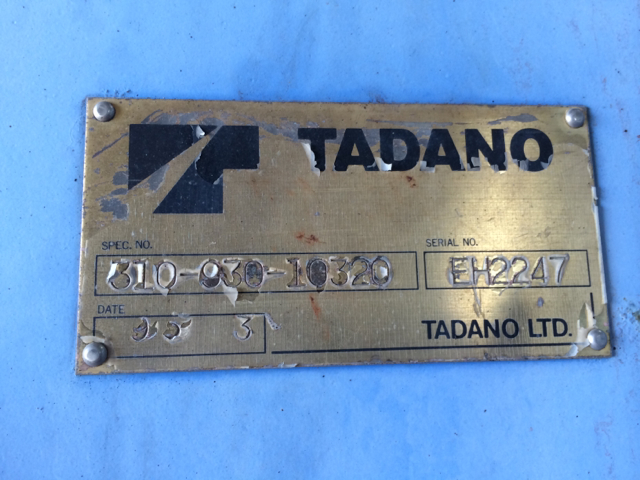 TADANO
SPEC. NO.
SERIAL NO.
310-030-10320
EH2247
DATE
95 3
TADANO LTD.